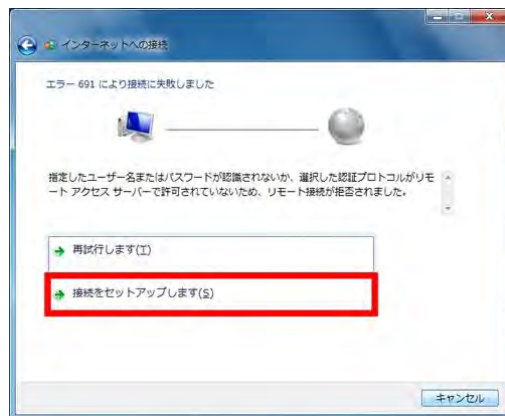 インターネットへの接続
エラー 691 により接続に失敗しました
指定したユーザー名またはパスワードが認識されないか、選択した認証プロトコルがリモ
ート アクセス サーバーで許可されていないため、リモート接続が拒否されました。
再試行します(I)
接続をセットアップします(S)
キャンセル